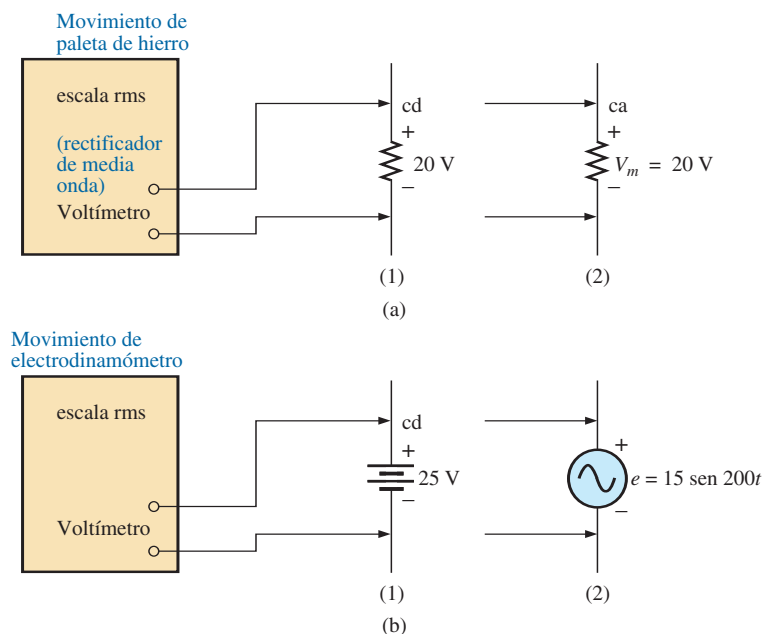 Movimiento de
paleta de hierro
escala rms
(rectificador
de media
onda)
Voltímetro
cd
+
20 V
–
(1)
ca
+
Vm = 20 V
–
(2)
(a)
Movimiento de
electrodinamómetro
escala rms
Voltímetro
cd
+
25 V
–
(1)
+
e = 15 sen 200t
–
(2)
(b)